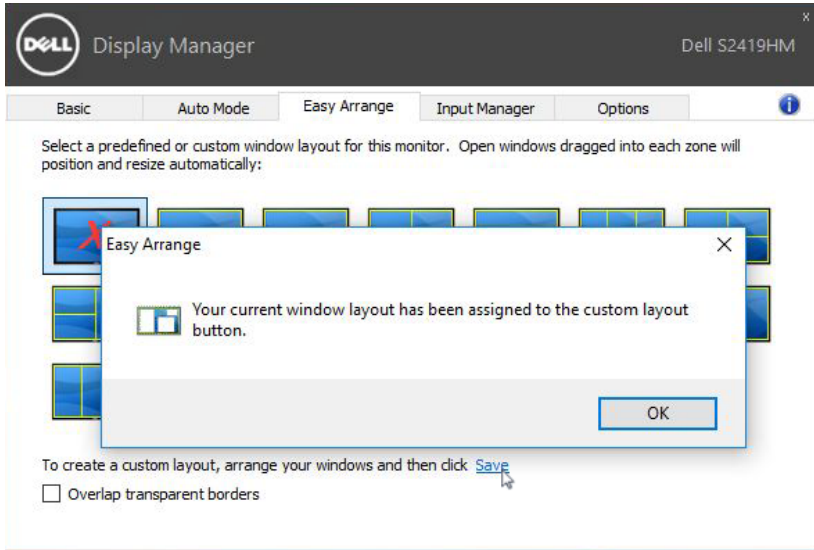 DELL
Display Manager
x
Dell S2419HM
Basic
Auto Mode
Easy Arrange
Input Manager
Options
i
Select a predefined or custom window layout for this monitor. Open windows dragged into each zone will
position and resize automatically:
Easy Arrange
Your current window layout has been assigned to the custom layout
button.
OK
To create a custom layout, arrange your windows and then click Save
Overlap transparent borders